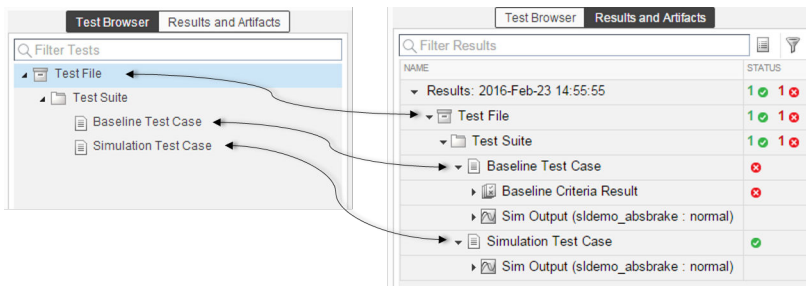 Test Browser
Results and Artifacts
Filter Tests
Test File
Test Suite
Baseline Test Case
Simulation Test Case
Test Browser
Results and Artifacts
Filter Results
NAME
STATUS
Results: 2016-Feb-23 14:55:55
1 1
Test File
1 1
Test Suite
1 1
Baseline Test Case
Baseline Criteria Result
Sim Output (sldemo_absbrake : normal)
Simulation Test Case
Sim Output (sldemo_absbrake : normal)